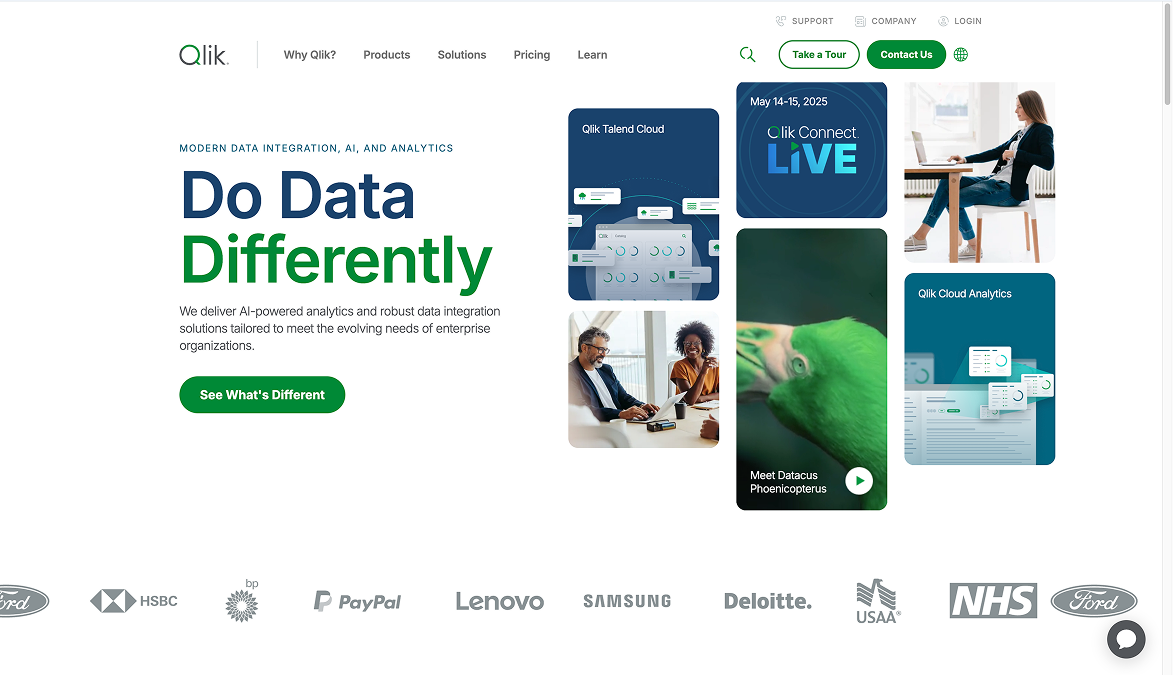 SUPPORT
COMPANY
LOGIN
Qlik
Why Qlik?
Products
Solutions
Pricing
Learn
Take a Tour
Contact Us
MODERN DATA INTEGRATION, AI, AND ANALYTICS
Do Data
Differently
We deliver AI-powered analytics and robust data integration
solutions tailored to meet the evolving needs of enterprise
organizations.
See What's Different
Qlik Talend Cloud
May 14-15, 2025
Qlik Connect.
LiVE
Meet Datacus
Phoenicopterus
Qlik Cloud Analytics
Ford
HSBC
bp
PayPal
Lenovo
SAMSUNG
Deloitte.
USAA®
NHS
Ford